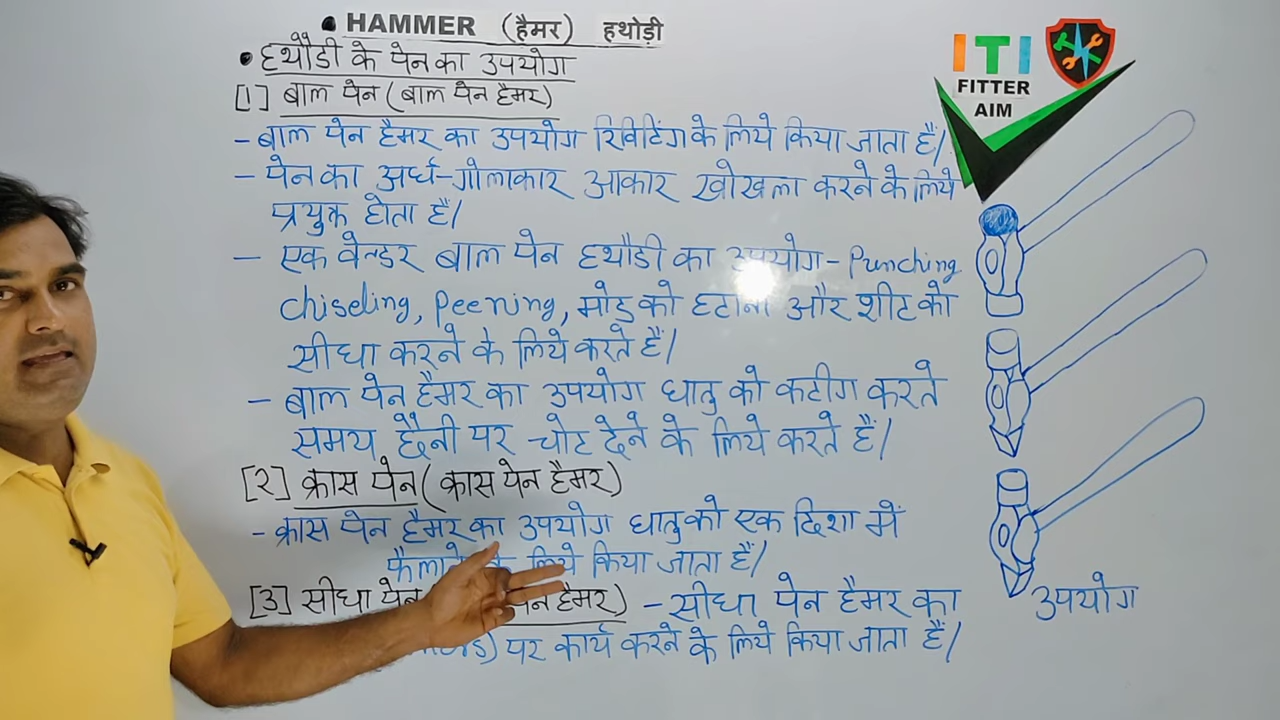 • HAMMER (हैमर) हथोड़ी
• हथौडी के पेन का उपयोग
[1] बाल पेन (बाल पेन हैमर)
- बाल पेन हैमर का उपयोग रिविटिंग के लिये किया जाता हैं/
- पेन का अर्ध-गोलाकार आकार खोखला करने के लिये
प्रयुक्त होता हैं/
- एक वेल्डर बाल पेन हथौडी का उपयोग - Punching
chiseling, peening, मोड़ को हटाना और शीट को
सीधा करने के लिये करते हैं/
- बाल पेन हैमर का उपयोग धातु को कटींग करते
समय छैनी पर चोट देने के लिये करते हैं/
[2] क्रास पेन (क्रास पेन हैमर)
- क्रास पेन हैमर का उपयोग धातु को एक दिशा में
लिये किया जाता हैं/
[3] सीधा पेन पेन हैमर) - सीधा पेन हैमर का
पर कार्य करने के लिये किया जाता हैं/
ITI
FITTER
AIM
उपयोग